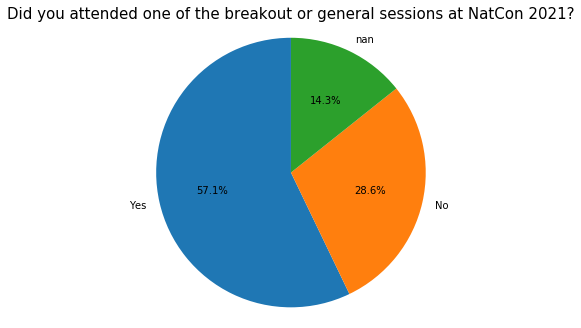 Did you attended one of the breakout or general sessions at NatCon 2021?
nan
14.3%
57.1%
28.6%
Yes
No